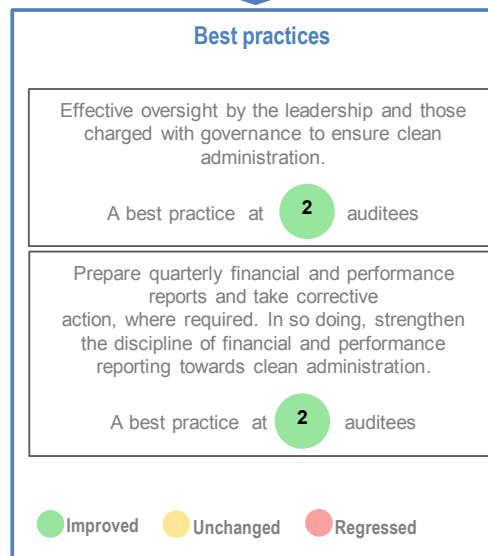 Best practices
Effective oversight by the leadership and those
charged with governance to ensure clean
administration.
A best practice at 2 auditees
Prepare quarterly financial and performance
reports and take corrective
action, where required. In so doing, strengthen
the discipline of financial and performance
reporting towards clean administration.
A best practice at 2 auditees
Improved Unchanged Regressed